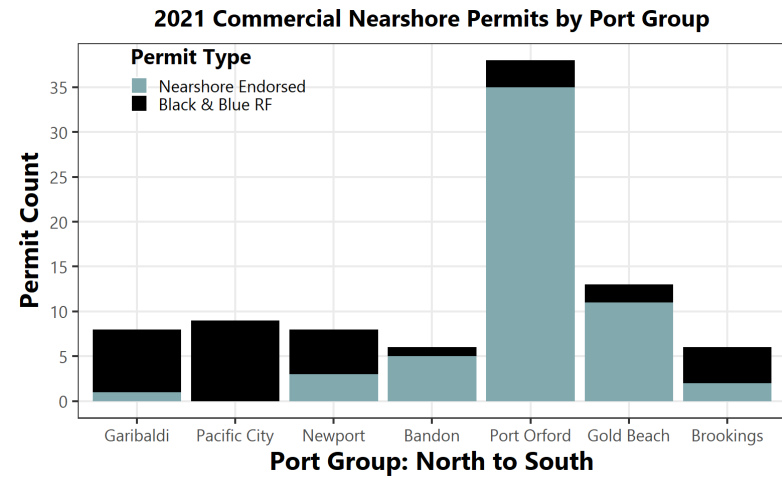 2021 Commercial Nearshore Permits by Port Group
Permit Type
Nearshore Endorsed
Black & Blue RF
Permit Count
35
30
25
20
15
10
5
0
Garibaldi Pacific City Newport Bandon Port Orford Gold Beach Brookings
Port Group: North to South